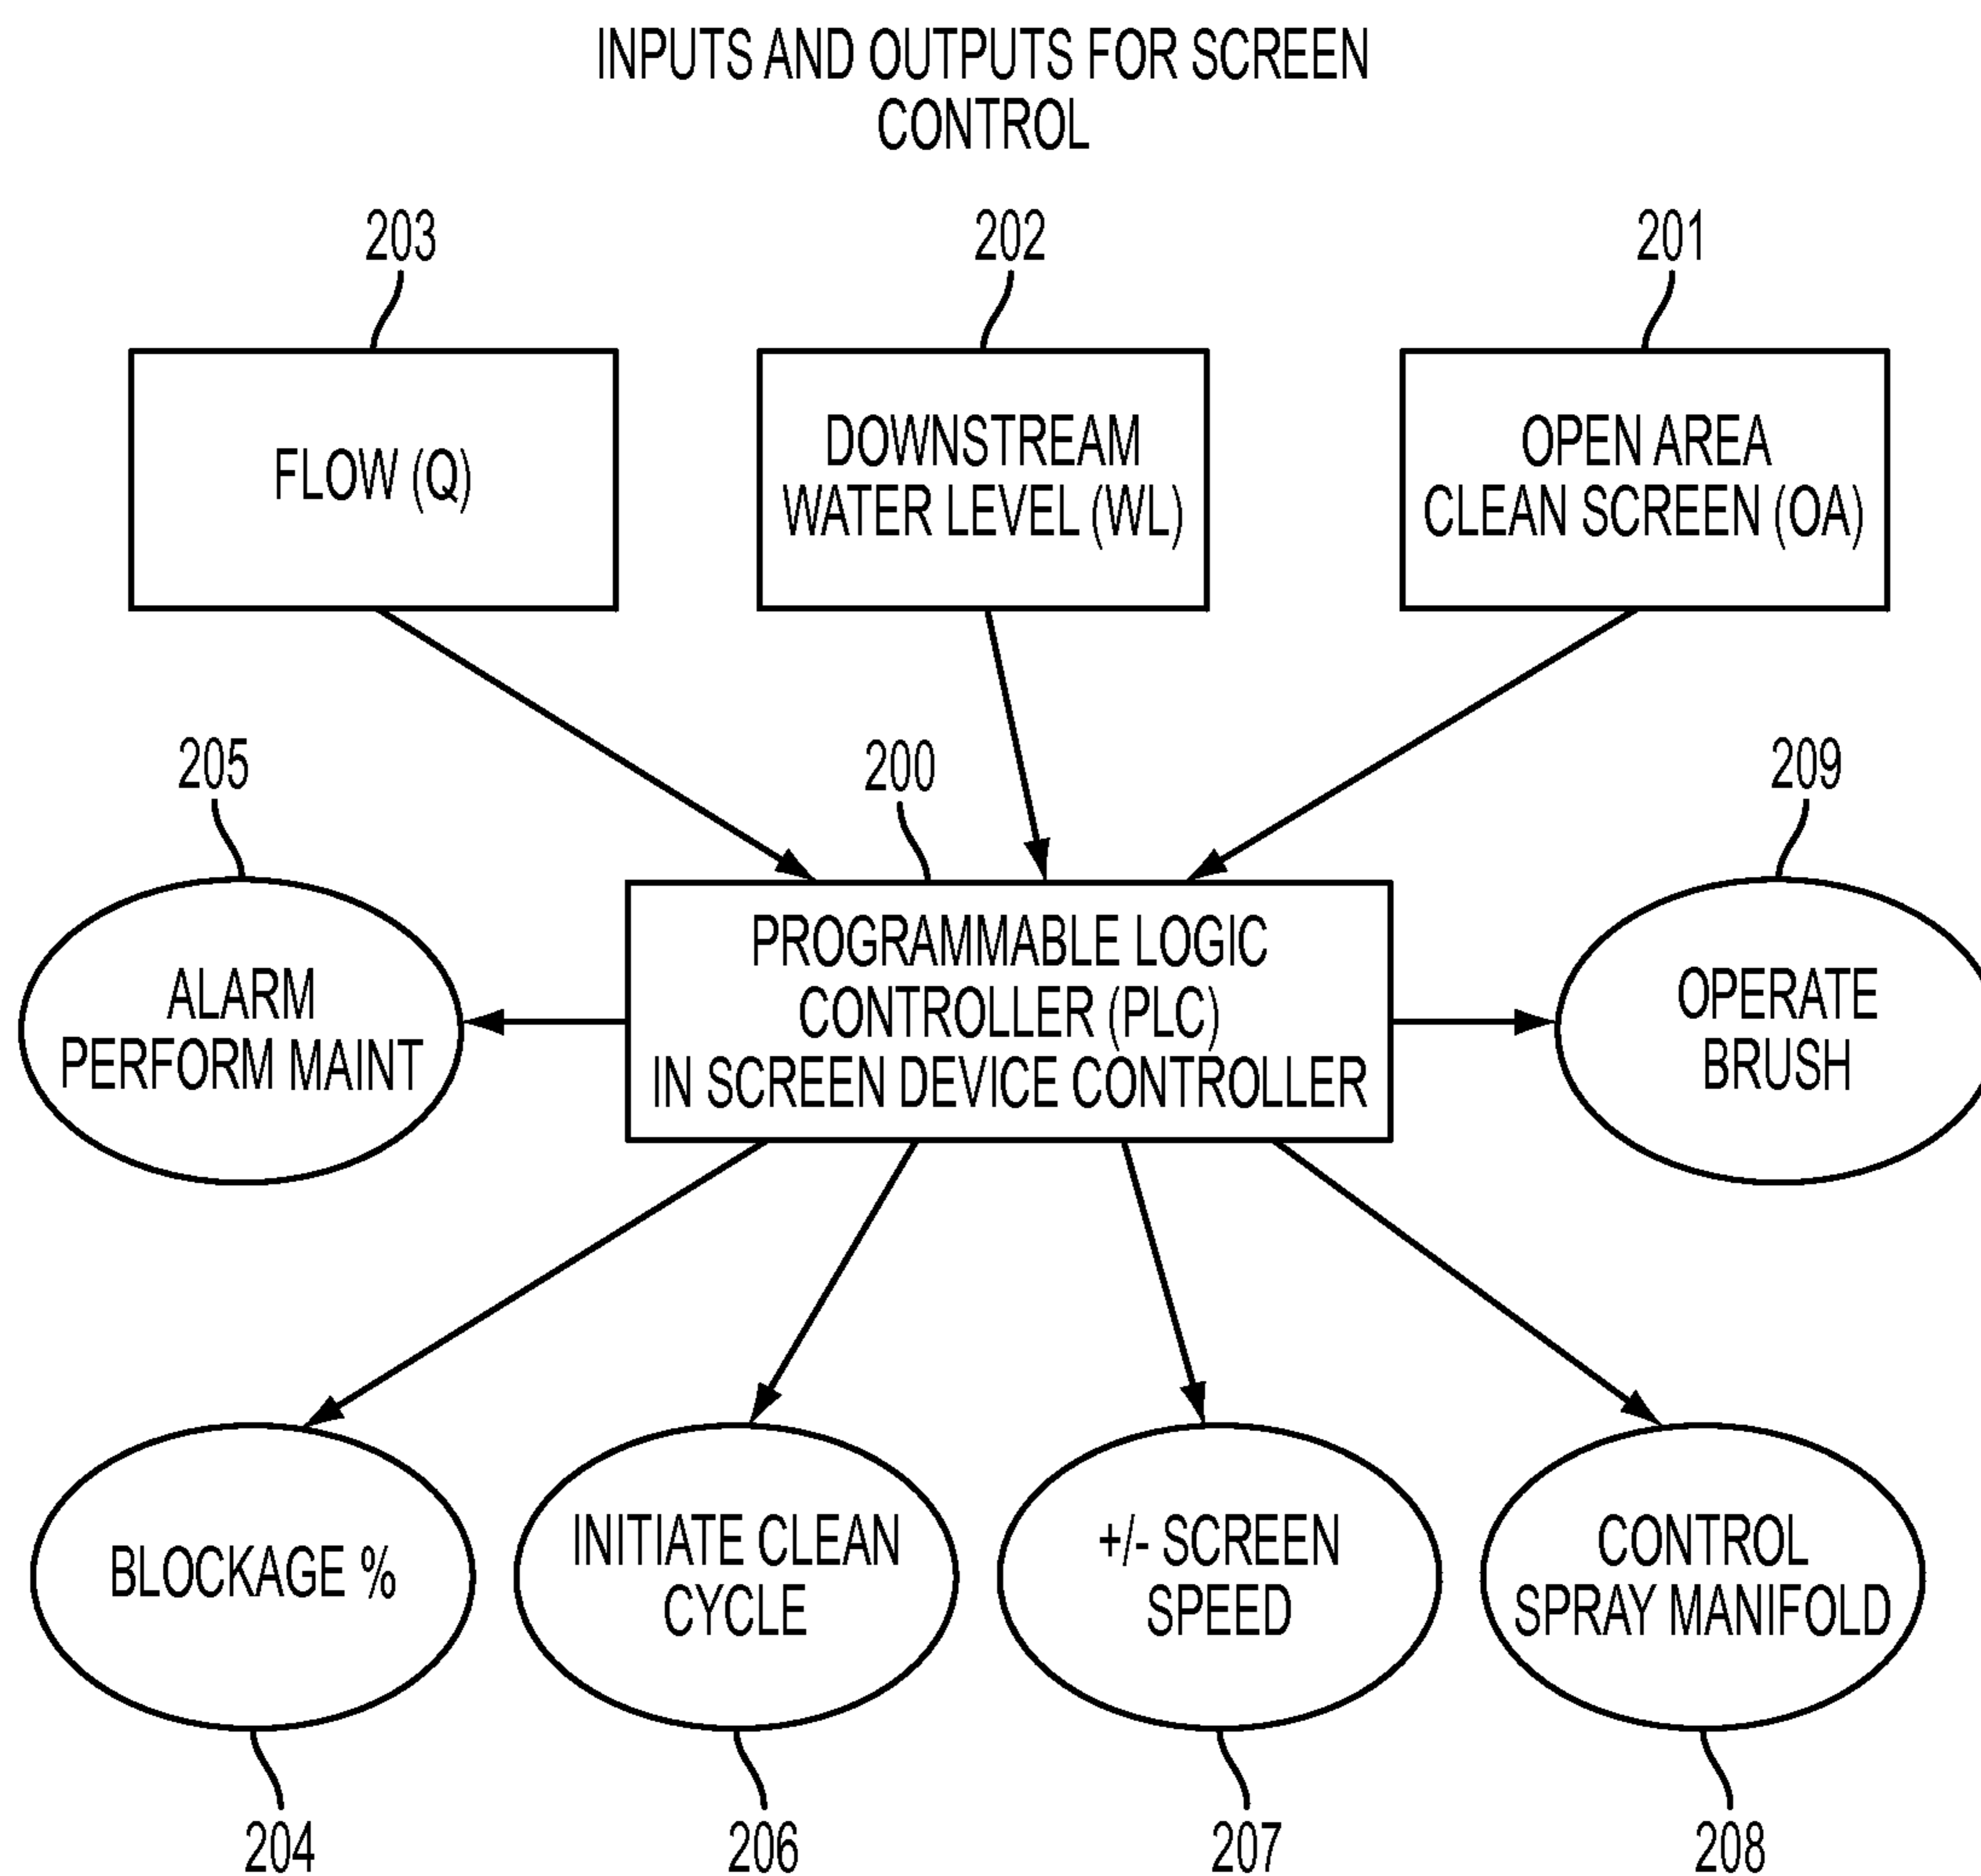 INPUTS AND OUTPUTS FOR SCREEN
CONTROL
203
202
201
FLOW (Q)
DOWNSTREAM
WATER LEVEL (WL)
OPEN AREA
CLEAN SCREEN (OA)
205
200
209
ALARM
PERFORM MAINT
PROGRAMMABLE LOGIC
CONTROLLER (PLC)
IN SCREEN DEVICE CONTROLLER
OPERATE
BRUSH
BLOCKAGE %
INITIATE CLEAN
CYCLE
+/- SCREEN
SPEED
CONTROL
SPRAY MANIFOLD
204
206
207
208